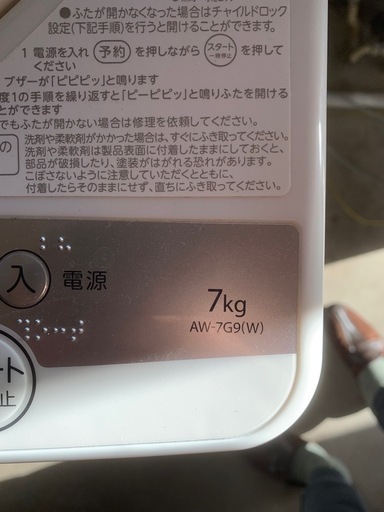 ●ふたが開かなくなった場合はチャイルドロック
設定(下記手順)を行うと開けることができます。
1 電源を入れ 予約 を押しながら スタート 一時停止 を押して
ください
ブザーが「ピピピッ」と鳴ります
度1の手順を繰り返すと「ピーピピッ」と鳴りふたを開ける
とができます
でもふたが開かない場合は修理を依頼してください。
の
洗剤や柔軟剤がかかった場合は、すぐにふき取ってください。
洗剤や柔軟剤は製品表面に付着したままにしておくと、
部品が破損したり、塗装がはがれる恐れがあります。
こぼさないように注意していただくとともに、
付着したらそのままにせず、直ちにふき取ってください。
入 電源
7kg
AW-7G9(W)
ート
止